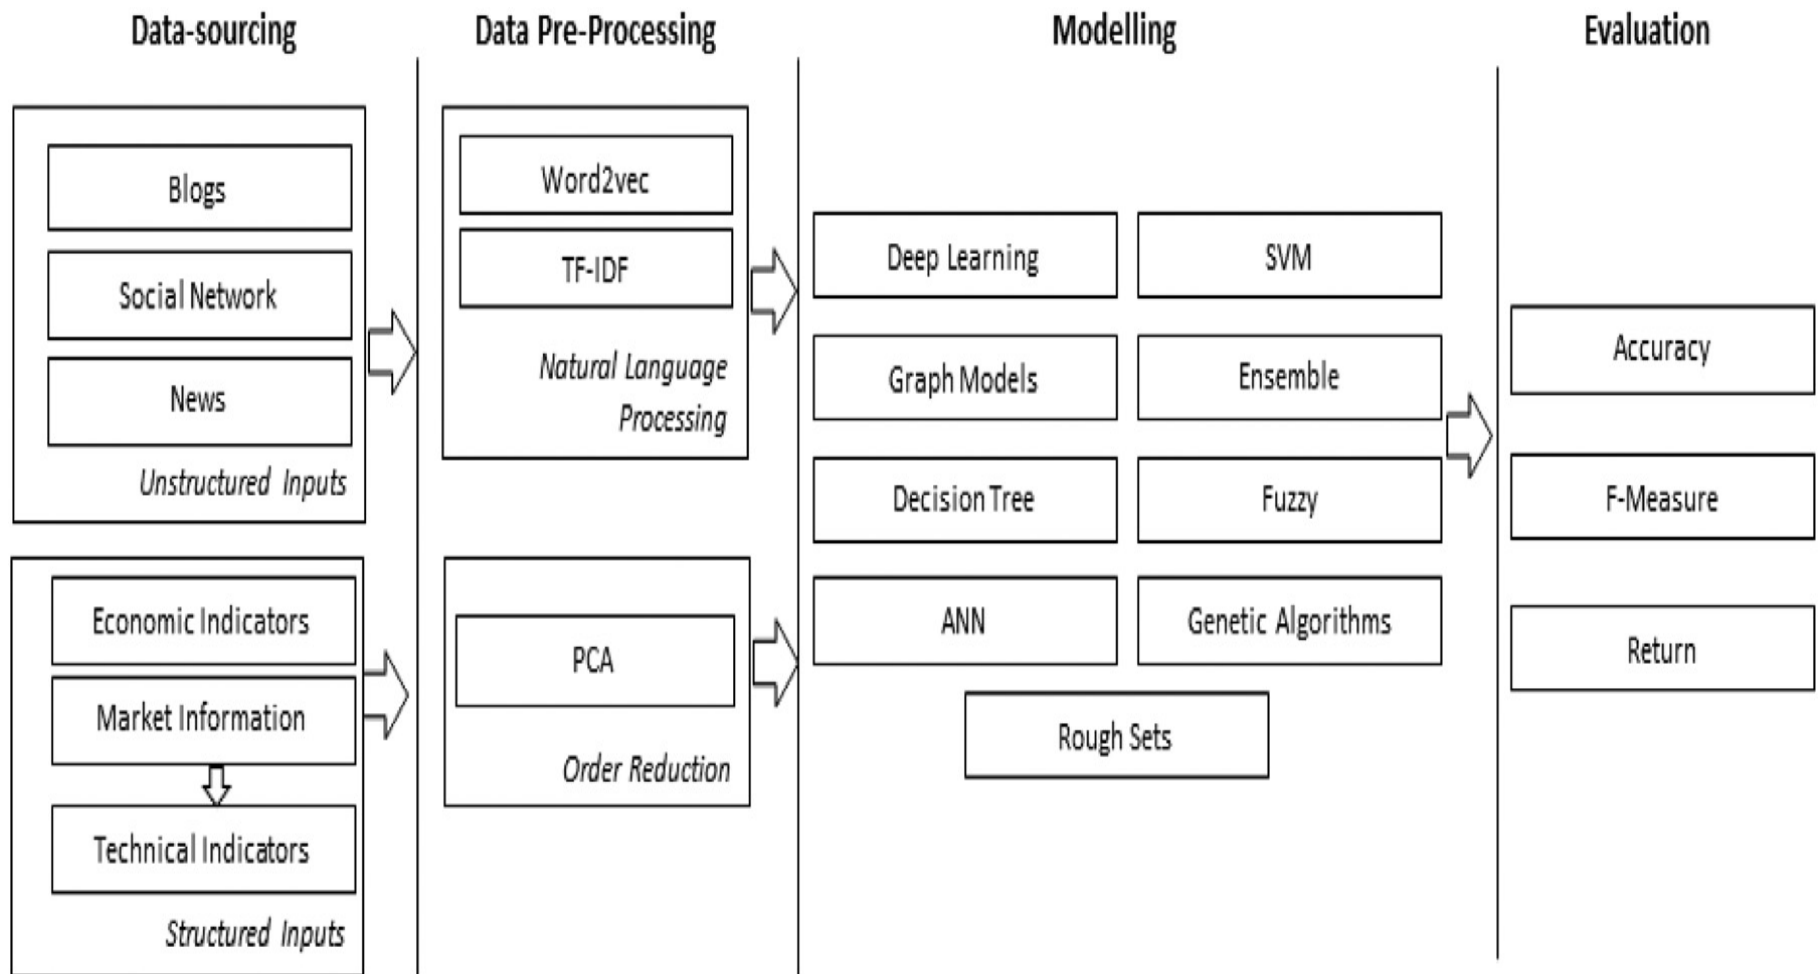 Data-sourcing
Data Pre-Processing
Modelling
Evaluation
Blogs
Social Network
News
Unstructured Inputs
Economic Indicators
Market Information
Technical Indicators
Structured Inputs
Word2vec
TF-IDF
Natural Language
Processing
PCA
Order Reduction
Deep Learning
SVM
Graph Models
Ensemble
Decision Tree
Fuzzy
ANN
Genetic Algorithms
Rough Sets
Accuracy
F-Measure
Return